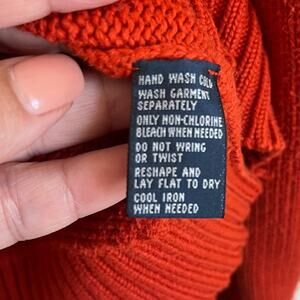 HAND WASH COLD
WASH GARMENT
SEPARATELY
ONLY NON-CHLORINE
BLEACH WHEN NEEDED
DO NOT WRING
OR TWIST
RESHAPE AND
LAY FLAT TO DRY
COOL IRON
WHEN NEEDED